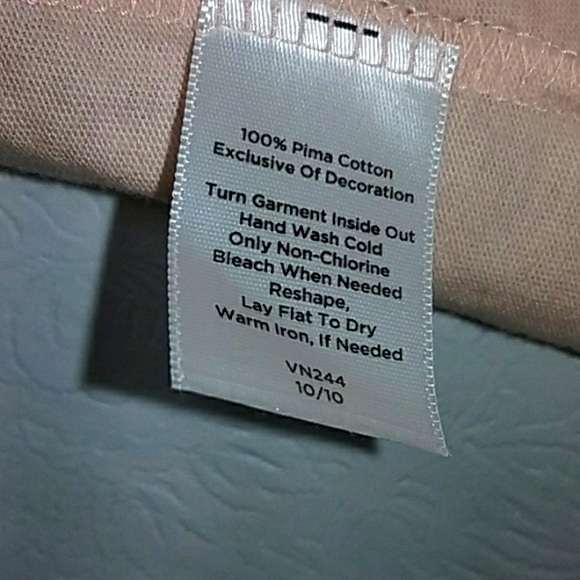 100% Pima Cotton
Exclusive Of Decoration
Turn Garment Inside Out
Hand Wash Cold
Only Non-Chlorine
Bleach When Needed
Reshape,
Lay Flat To Dry
Warm Iron, If Needed
VN244
10/10